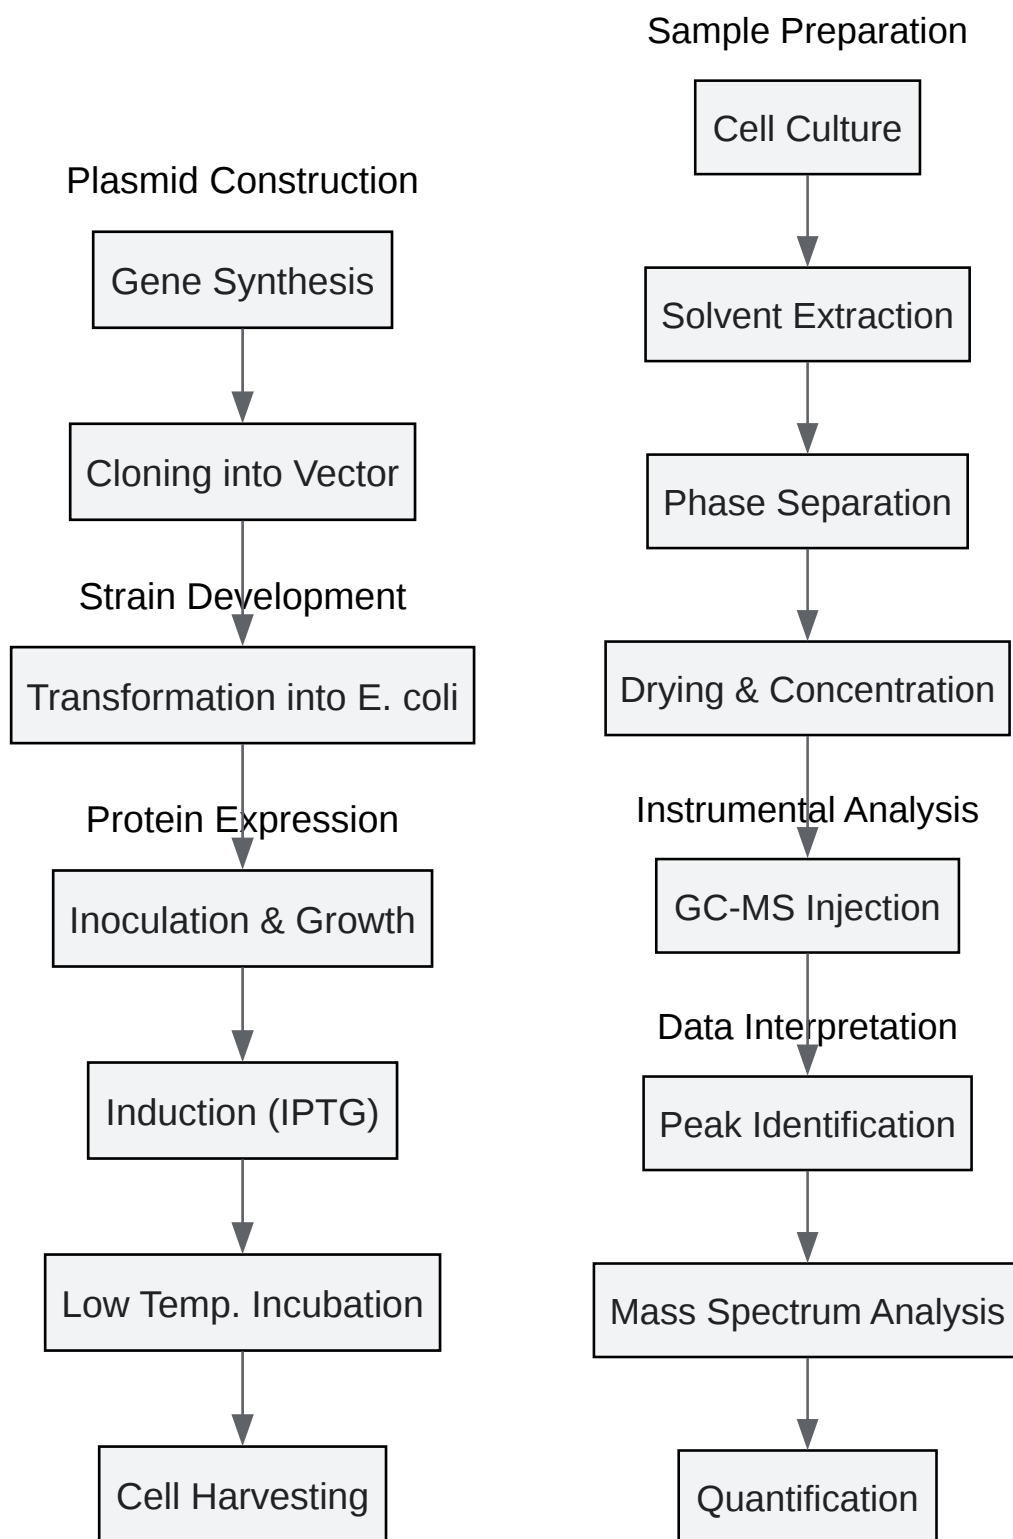 Plasmid Construction
Gene Synthesis
Cloning into Vector
Strain Development
Transformation into E. coli
Protein Expression
Inoculation & Growth
Induction (IPTG)
Low Temp. Incubation
Cell Harvesting
Sample Preparation
Cell Culture
Solvent Extraction
Phase Separation
Drying & Concentration
Instrumental Analysis
GC-MS Injection
Data Interpretation
Peak Identification
Mass Spectrum Analysis
Quantification